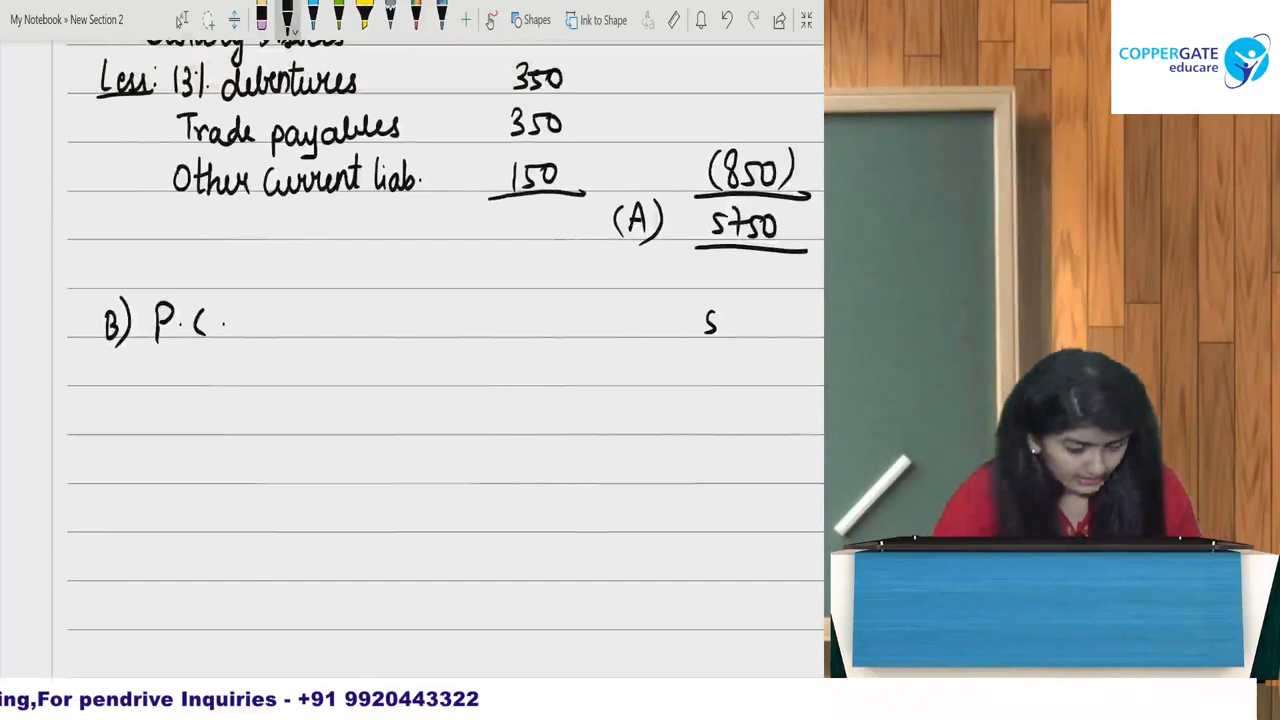 My Notebook » New Section 2
Shapes
Ink to Shape
COPPERGATE
educare
Less: 13% debentures 350
Trade payables 350
Other current liab. 150 (850)
(A) 5750
B) P.C. 5
ing,For pendrive Inquiries - +91 9920443322